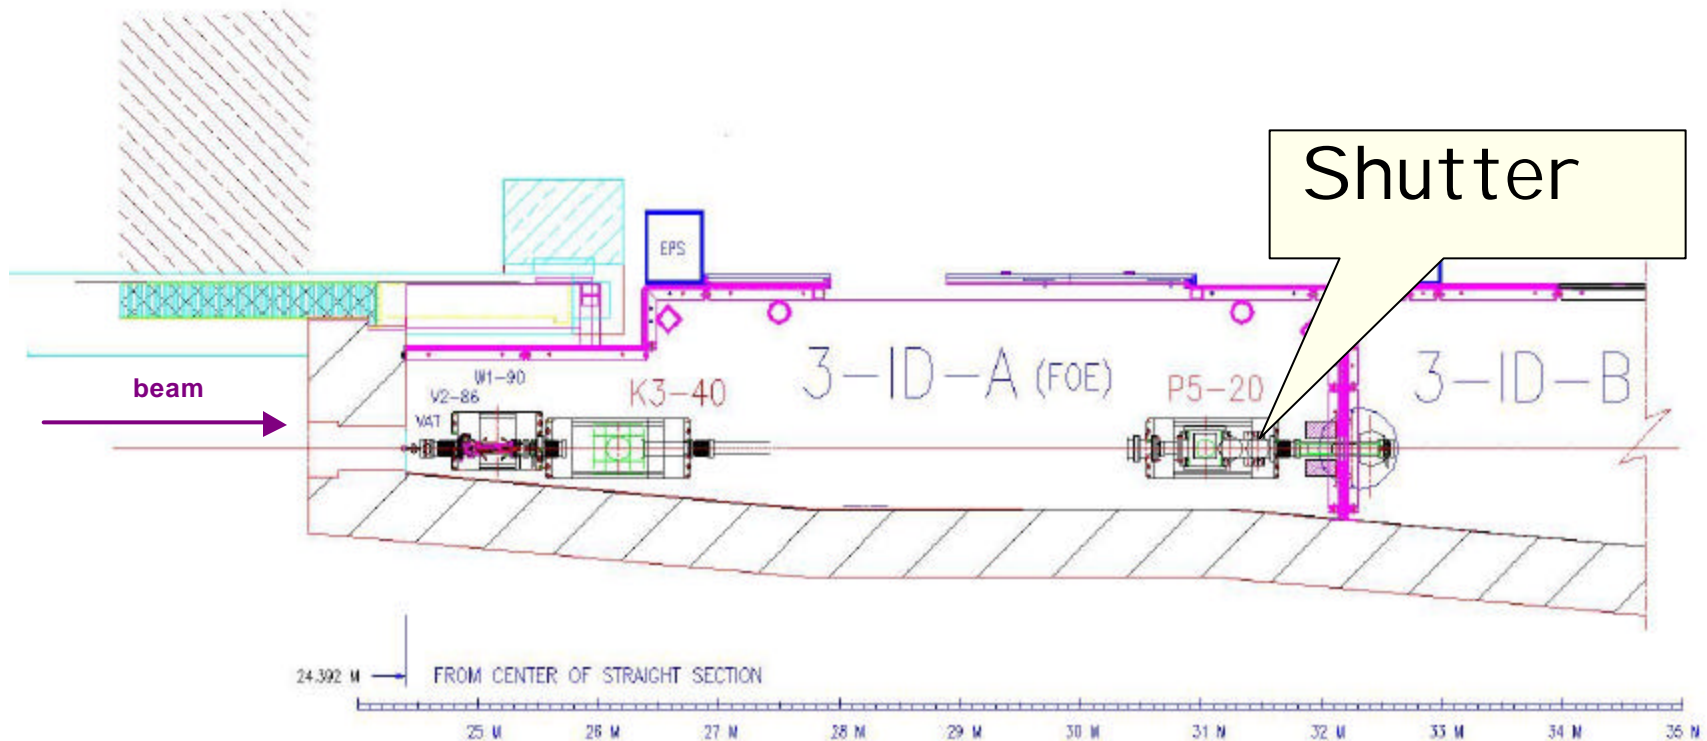 Shutter
EPS
3-ID-A (FOE)
3-ID-B
beam
W1-90
V2-86
VAT
K3-40
P5-20
24.392 M
FROM CENTER OF STRAIGHT SECTION
25 M 26 M 27 M 28 M 29 M 30 M 31 M 32 M 33 M 34 M 35 M